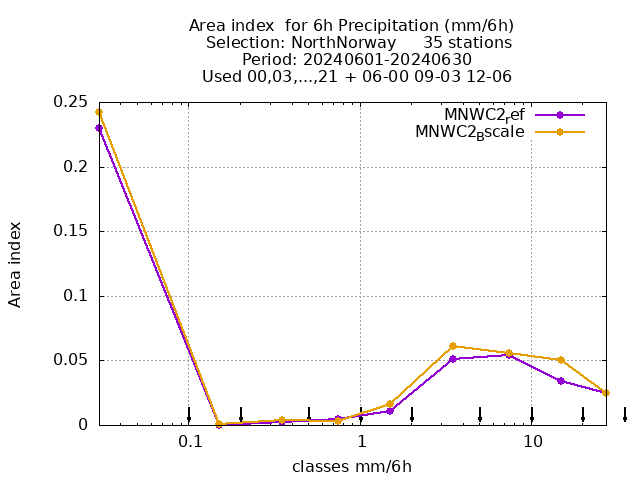 Area index  for 6h Precipitation (mm/6h)
Selection: NorthNorway     35 stations
Period: 20240601-20240630
Used 00,03,...,21 + 06-00 09-03 12-06
MNWC2ref
MNWC2Bscale
0.25
0.2
0.15
0.1
0.05
0
Area index
0.1
1
10
classes mm/6h